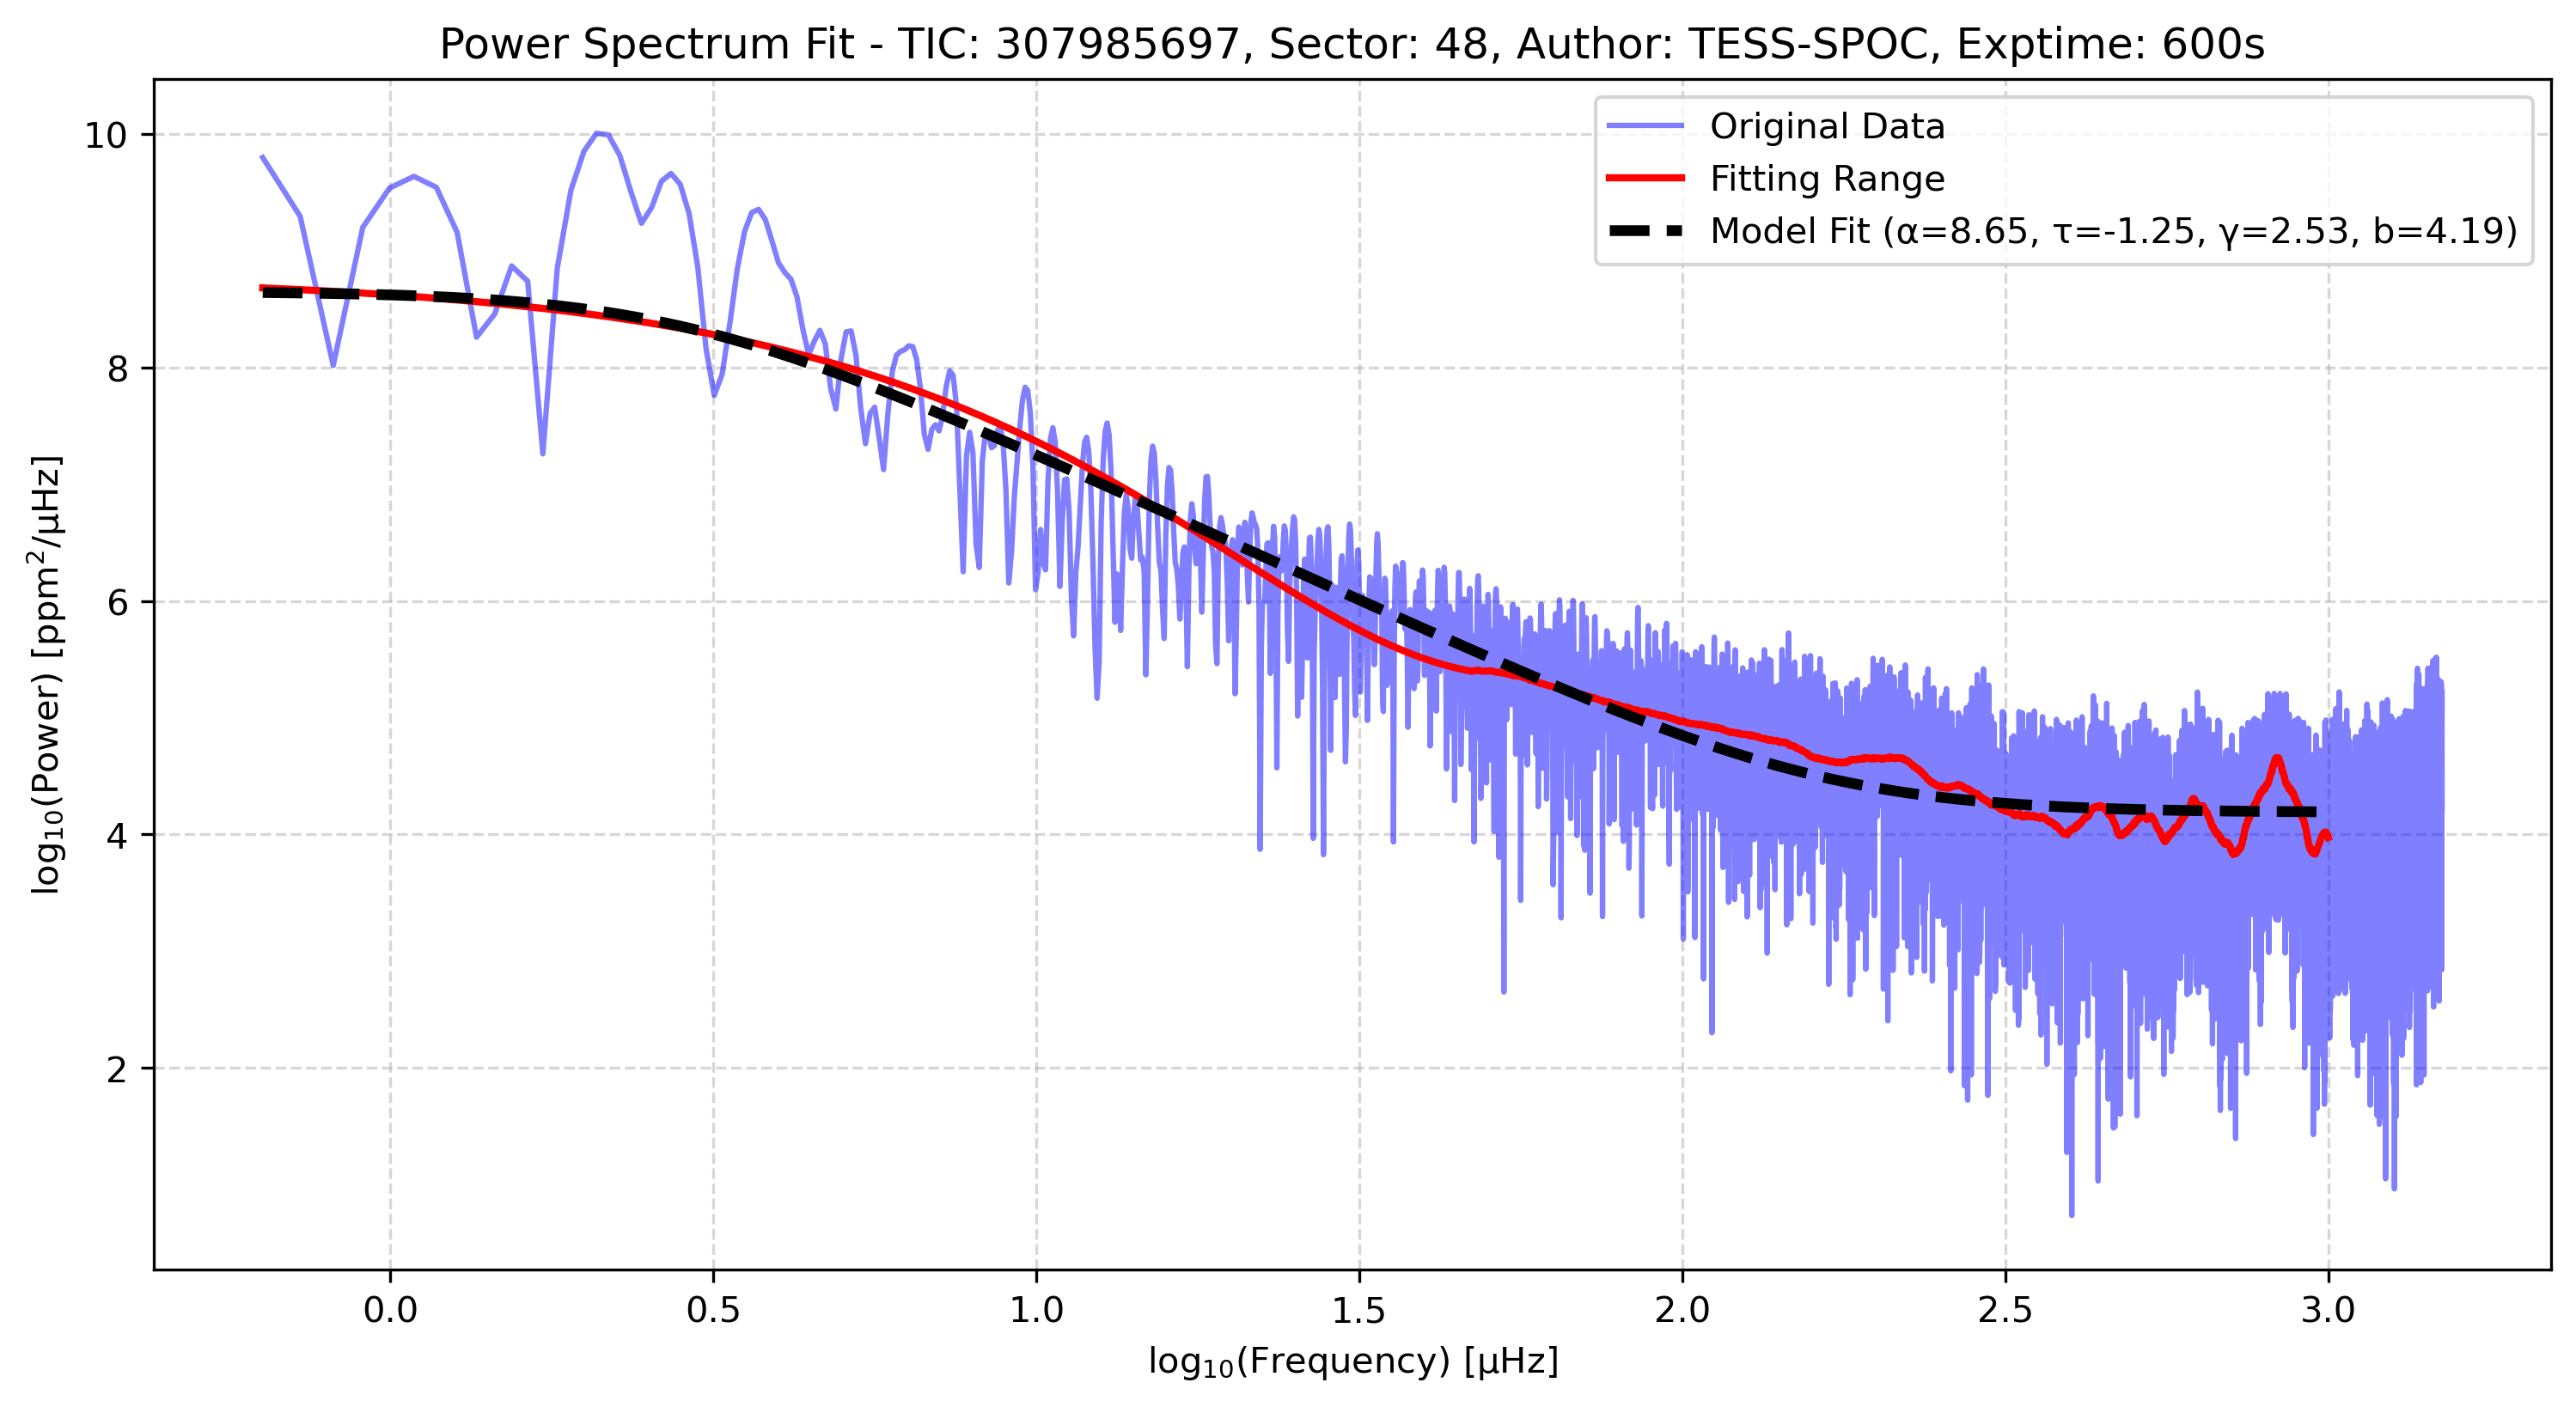 Power Spectrum Fit - TIC: 307985697, Sector: 48, Author: TESS-SPOC, Exptime: 600s
Original Data
Fitting Range
Model Fit (α=8.65, τ=-1.25, γ=2.53, b=4.19)
log₁₀(Power) [ppm²/µHz]
10
8
6
4
2
0.0 0.5 1.0 1.5 2.0 2.5 3.0
log₁₀(Frequency) [µHz]